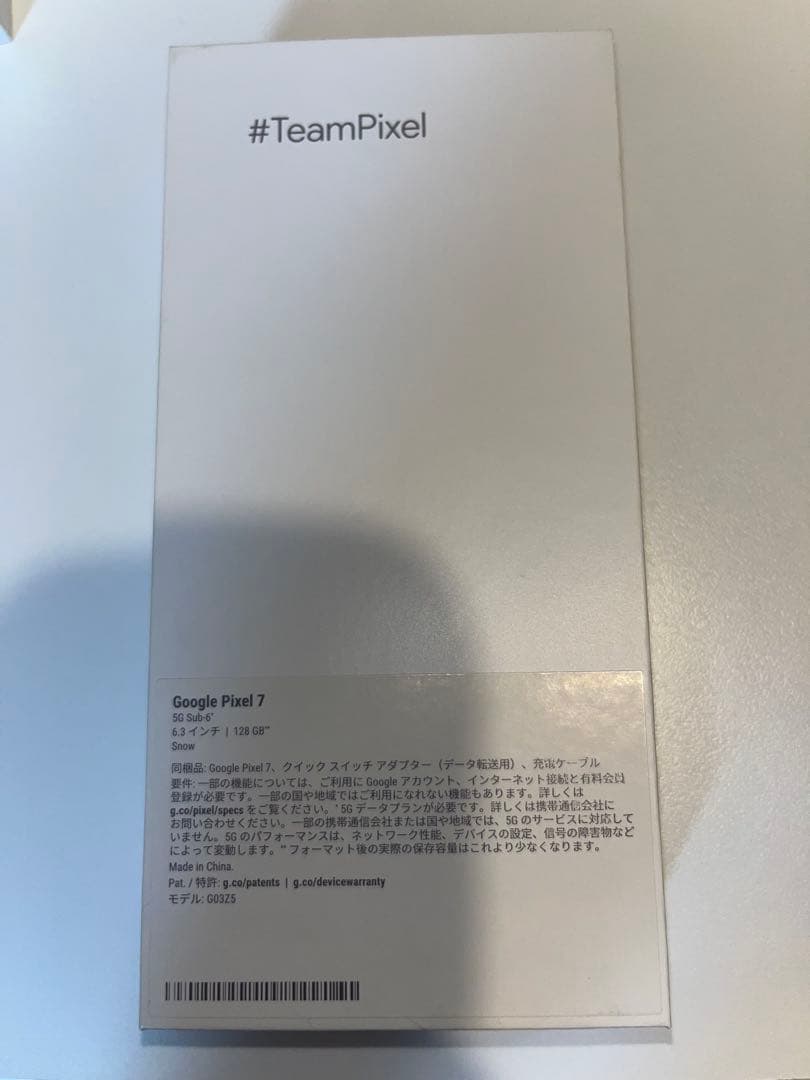 #TeamPixel
Google Pixel 7
5G Sub-6*
6.3 インチ | 128 GB**
Snow
同梱品: Google Pixel 7、クイック スイッチ アダプター（データ転送用）、充電ケーブル
要件: 一部の機能については、ご利用に Google アカウント、インターネット接続と有料会員
登録が必要です。一部の国や地域ではご利用になれない機能もあります。詳しくは
g.co/pixel/specs をご覧ください。* 5G データプランが必要です。詳しくは携帯通信会社に
お問い合わせください。一部の携帯通信会社または国や地域では、5G のサービスに対応して
いません。5G のパフォーマンスは、ネットワーク性能、デバイスの設定、信号の障害物など
によって変動します。** フォーマット後の実際の保存容量はこれより少なくなります。
Made in China.
Pat. / 特許: g.co/patents | g.co/devicewarranty
モデル: G03Z5